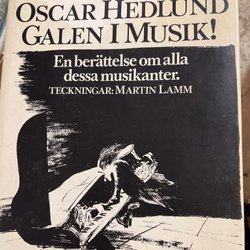 OSCAR HEDLUND
GALEN I MUSIK!
En berättelse om alla
dessa musikanter.
TECKNINGAR: MARTIN LAMM